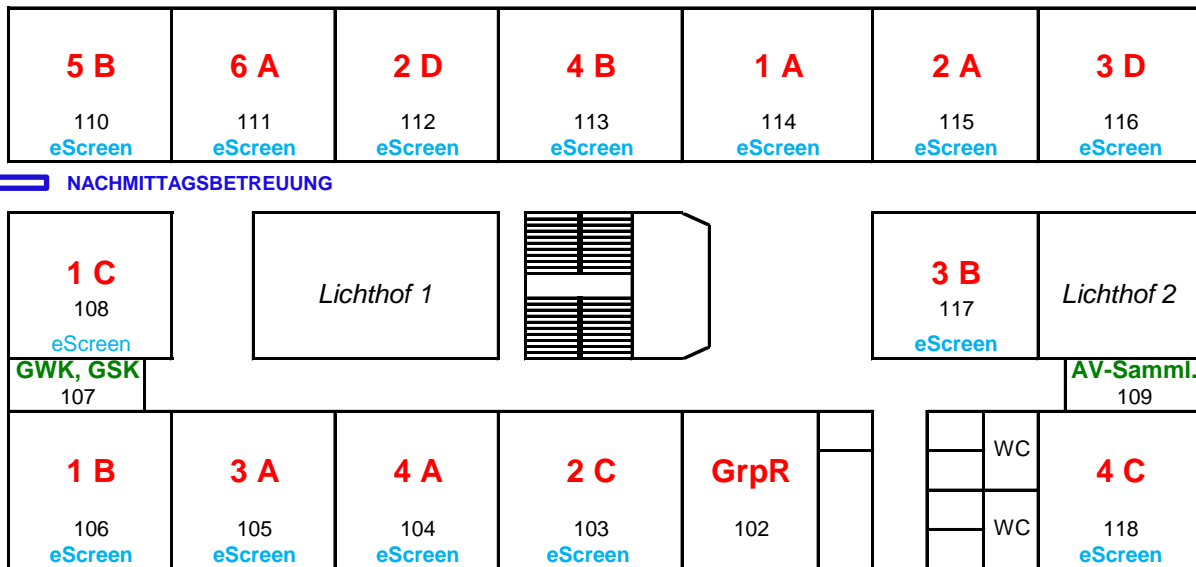 5 B 6 A 2 D 4 B 1 A 2 A 3 D
110 111 112 113 114 115 116
eScreen eScreen eScreen eScreen eScreen eScreen eScreen
NACHMITTAGSBETREUUNG
1 C Lichthof 1 3 B Lichthof 2
108 117
eScreen eScreen
GWK, GSK AV-Samml.
107 109
WC
1 B 3 A 4 A 2 C GrpR 4 C
106 105 104 103 102 WC 118
eScreen eScreen eScreen eScreen eScreen